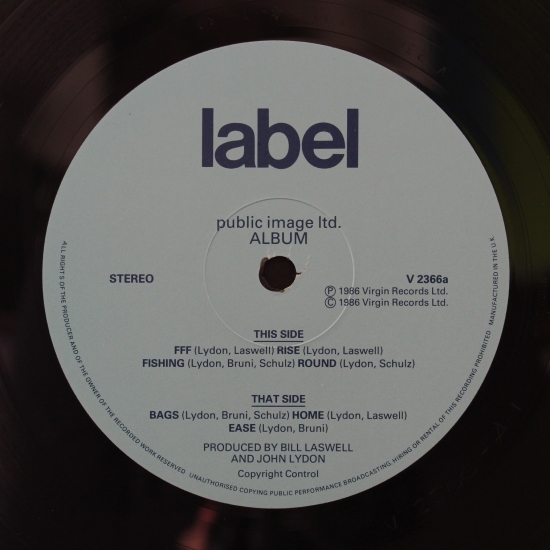 label
public image ltd.
ALBUM
STEREO
V 2366a
Ⓟ 1986 Virgin Records Ltd.
© 1986 Virgin Records Ltd.
THIS SIDE
FFF (Lydon, Laswell) RISE (Lydon, Laswell)
FISHING (Lydon, Bruni, Schulz) ROUND (Lydon, Schulz)
THAT SIDE
BAGS (Lydon, Bruni, Schulz) HOME (Lydon, Laswell)
EASE (Lydon, Bruni)
PRODUCED BY BILL LASWELL
AND JOHN LYDON
Copyright Control
ALL RIGHTS OF THE PRODUCER AND OF THE OWNER OF THE RECORDED WORK RESERVED · UNAUTHORISED COPYING PUBLIC PERFORMANCE BROADCASTING HIRING OR RENTAL OF THIS RECORDING PROHIBITED · MANUFACTURED IN THE U.K.